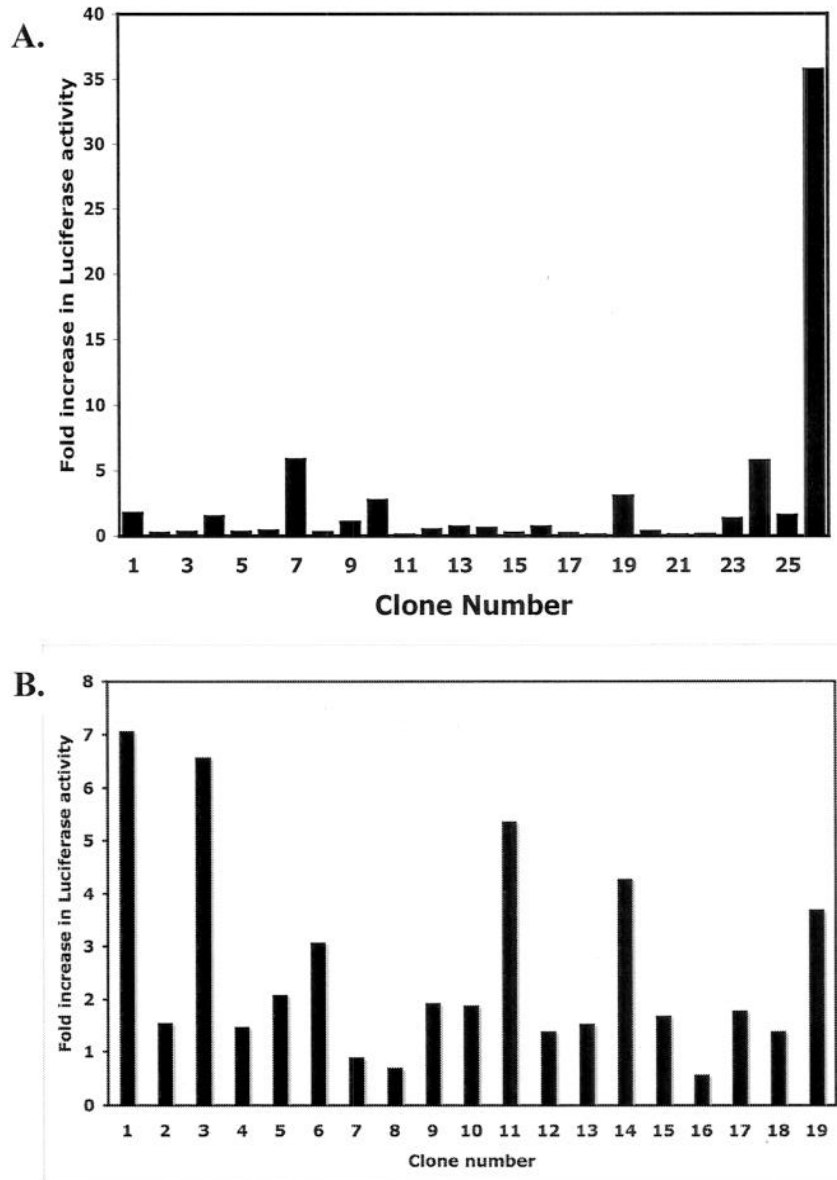 A.
Fold increase in Luciferase activity
40
35
30
25
20
15
10
5
0
1 3 5 7 9 11 13 15 17 19 21 23 25
Clone Number
B.
Fold increase in Luciferase activity
8
7
6
5
4
3
2
1
0
1 2 3 4 5 6 7 8 9 10 11 12 13 14 15 16 17 18 19
Clone number